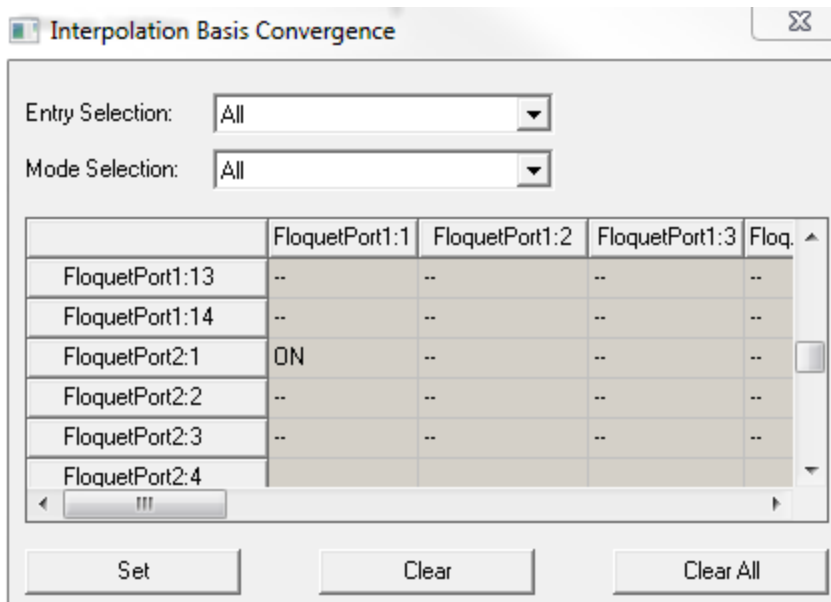 Interpolation Basis Convergence
Entry Selection: All
Mode Selection: All
FloquetPort1:1 FloquetPort1:2 FloquetPort1:3 Floq.
FloquetPort1:13 -- -- -- --
FloquetPort1:14 -- -- -- --
FloquetPort2:1 ON -- -- --
FloquetPort2:2 -- -- -- --
FloquetPort2:3 -- -- -- --
FloquetPort2:4
Set Clear Clear All